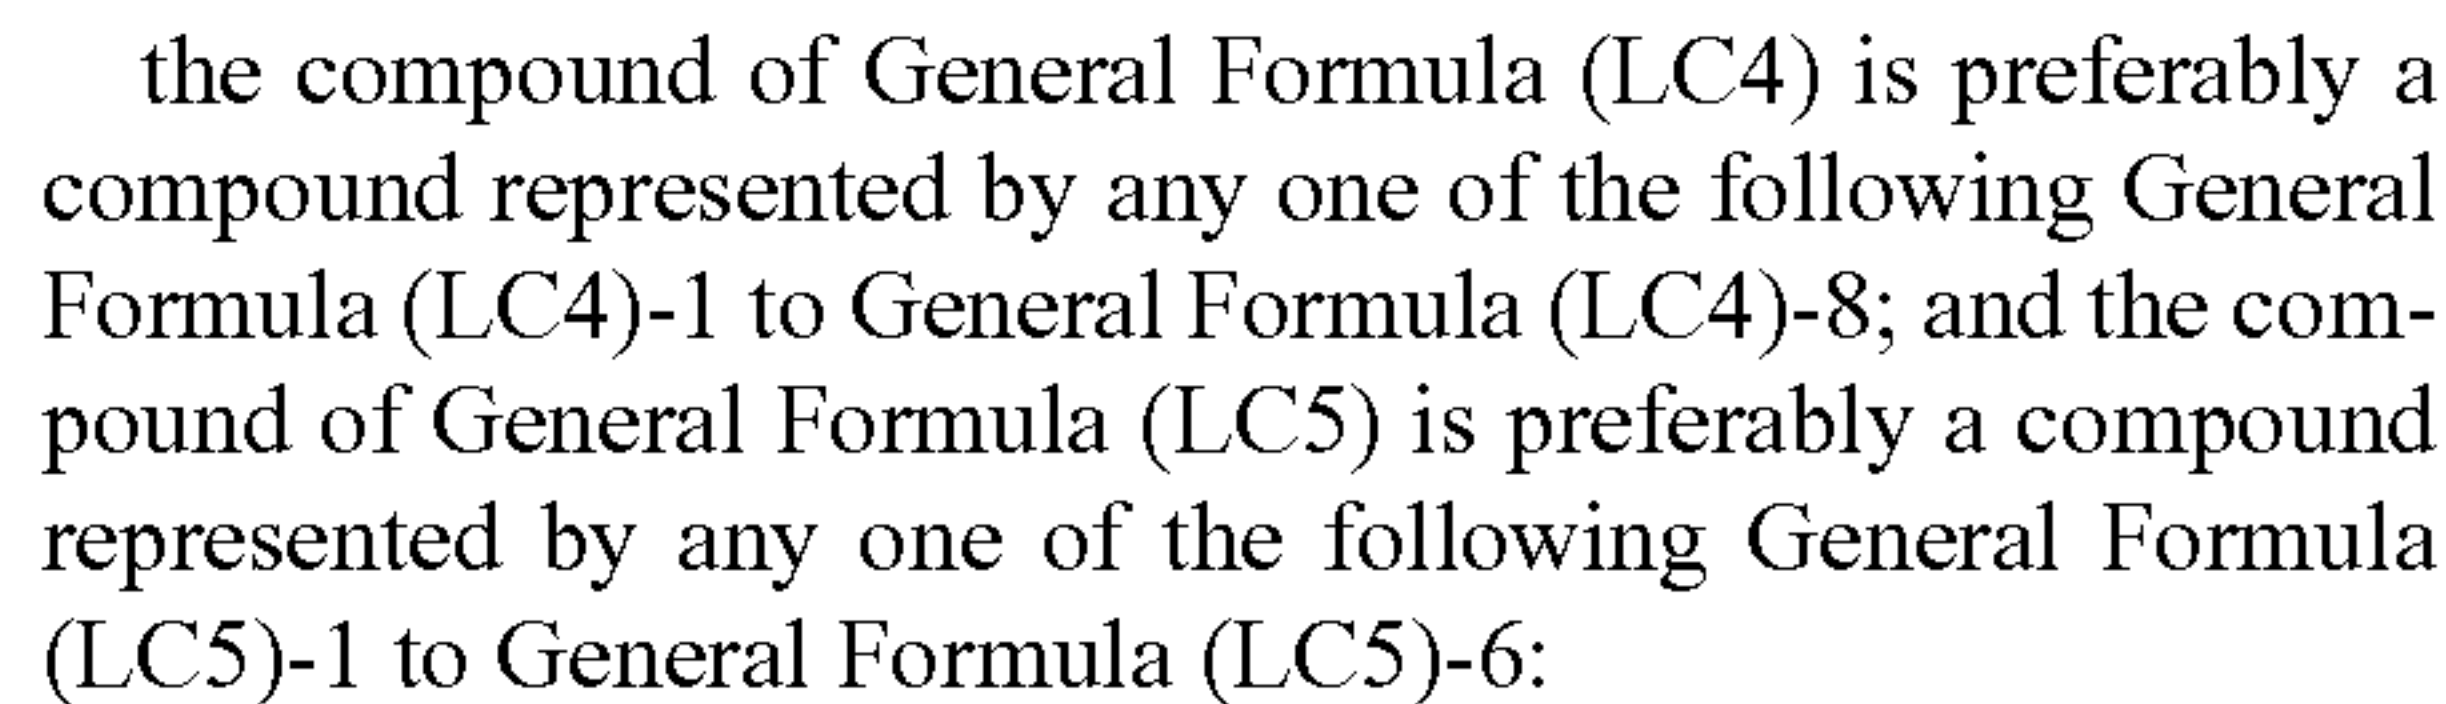 the compound of General Formula (LC4) is preferably a
compound represented by any one of the following General
Formula (LC4)-1 to General Formula (LC4)-8; and the com-
pound of General Formula (LC5) is preferably a compound
represented by any one of the following General Formula
(LC5)-1 to General Formula (LC5)-6: